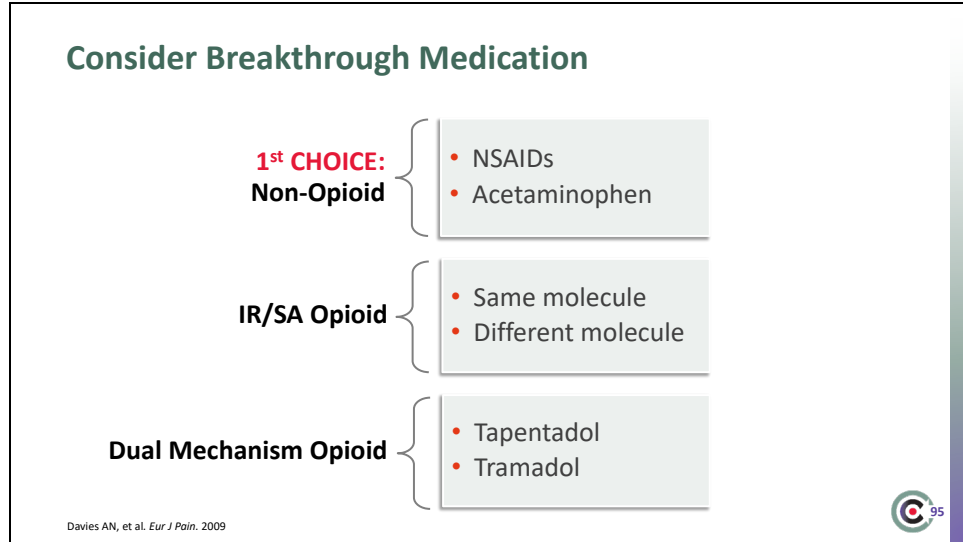 Consider Breakthrough Medication
1st CHOICE:
Non-Opioid
• NSAIDs
• Acetaminophen
IR/SA Opioid
• Same molecule
• Different molecule
Dual Mechanism Opioid
• Tapentadol
• Tramadol
Davies AN, et al. Eur J Pain. 2009
95